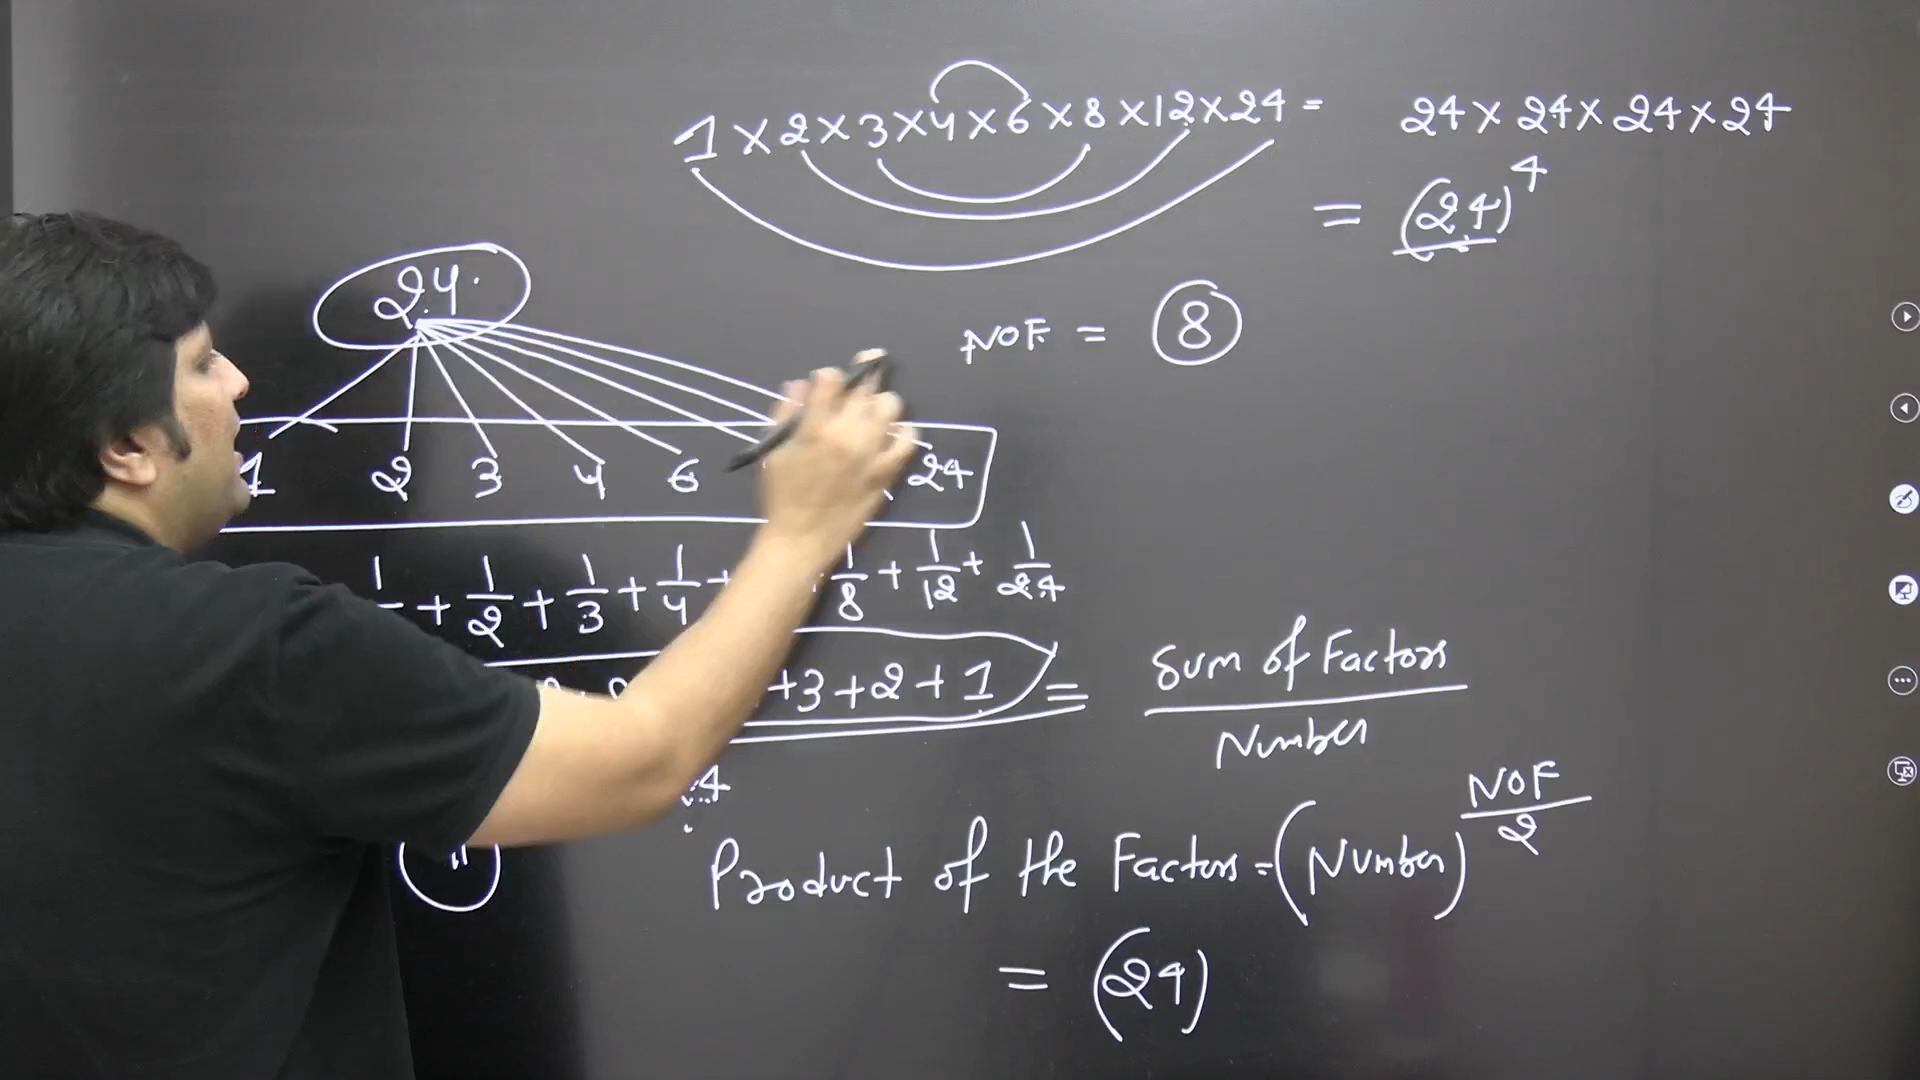 1 × 2 × 3 × 4 × 6 × 8 × 12 × 24 = 24 × 24 × 24 × 24
= (24)^4
24.
NOF = 8
1 2 3 4 6 24
1/ + 1/2 + 1/3 + 1/4 + 1/8 + 1/12 + 1/24
+3+2+1 = Sum of Factors / Number
Product of the Factors = (Number)^(NOF/2)
= (24)